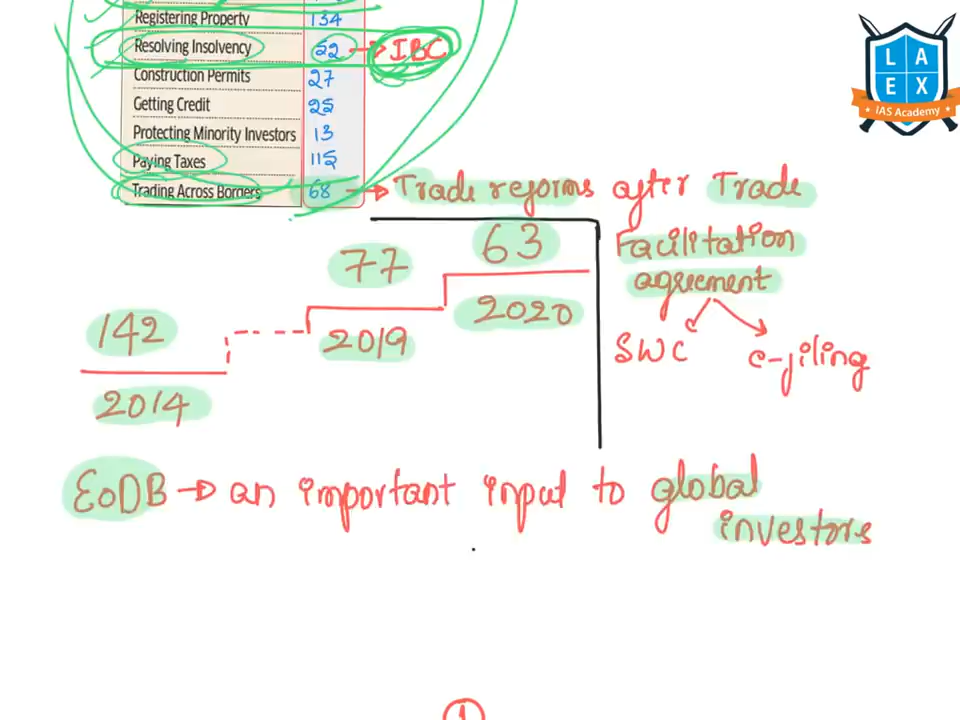 Registering Property 134
Resolving Insolvency 52 → IBC
Construction Permits 27
Getting Credit 25
Protecting Minority Investors 13
Paying Taxes 115
Trading Across Borders 68 → Trade reforms after Trade
Facilitation
agreement
SWC e-filing
142 77 63
2014 2019 2020
EoDB → an important input to global
investors
1
L A
E X
IAS Academy